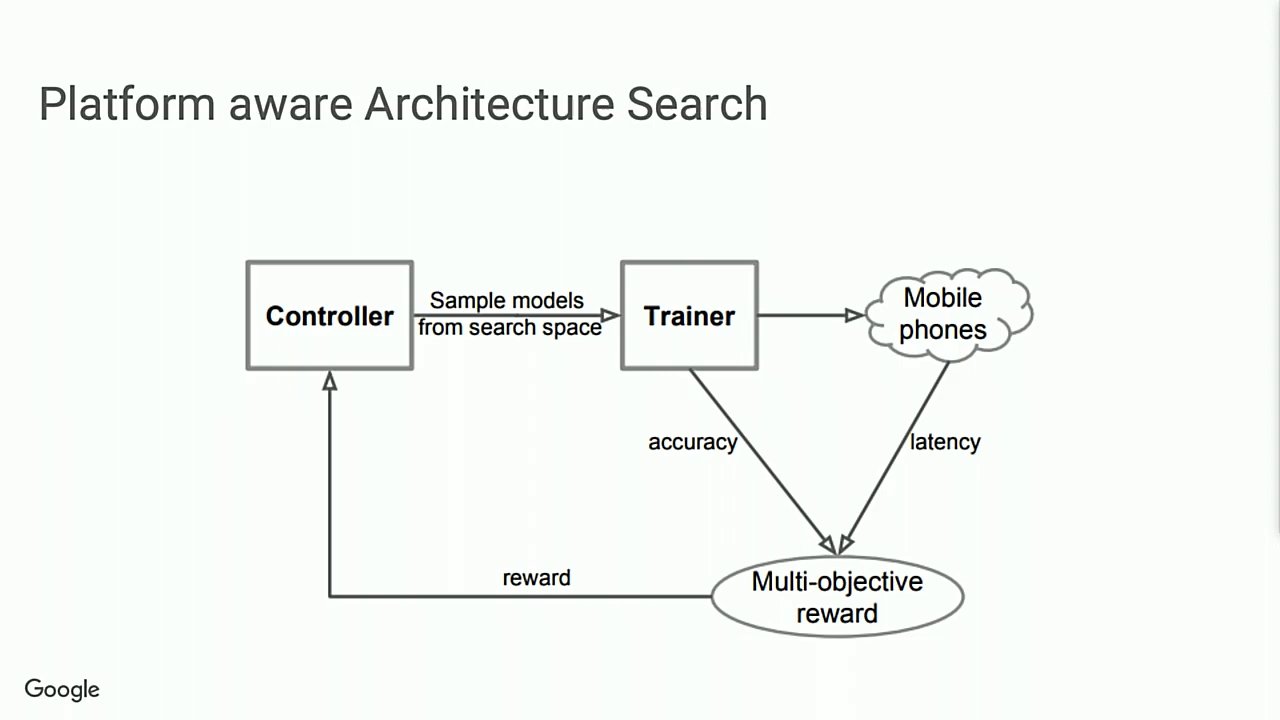 Platform aware Architecture Search
Controller
Sample models
from search space
Trainer
Mobile
phones
accuracy
latency
reward
Multi-objective
reward
Google